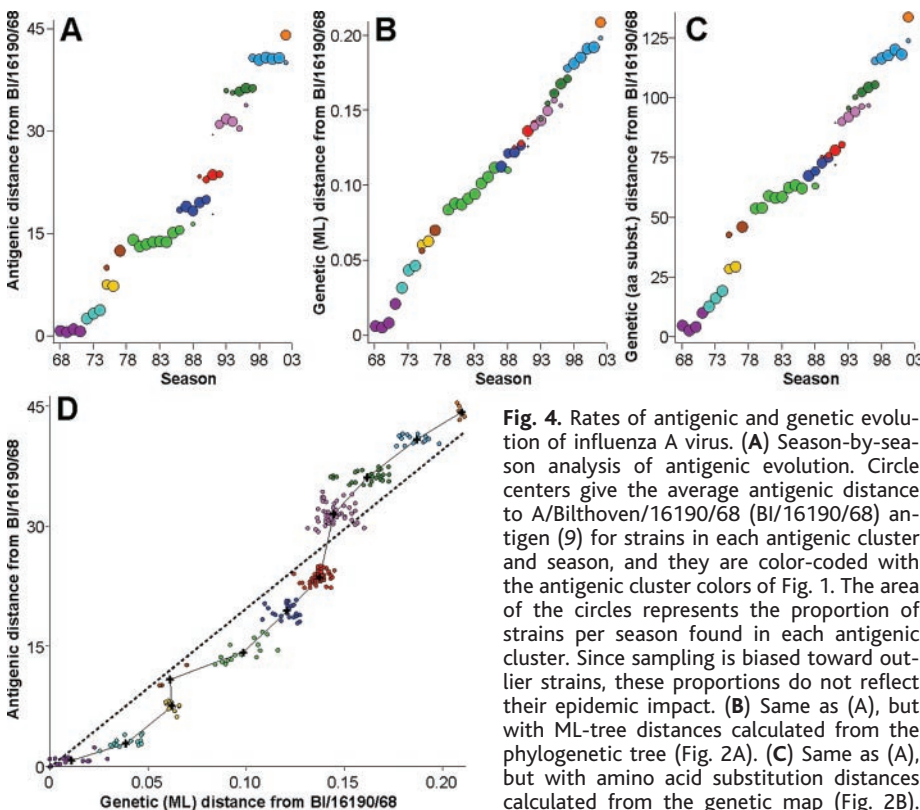 A
B
C
45
30
15
0
Antigenic distance from BI/16190/68
68 73 78 83 88 93 98 03
Season
0.20
0.15
0.10
0.05
0
Genetic (ML) distance from BI/16190/68
68 73 78 83 88 93 98 03
Season
125
100
75
50
25
0
Genetic (aa subst.) distance from BI/16190/68
68 73 78 83 88 93 98 03
Season
D
45
30
15
0
Antigenic distance from BI/16190/68
0.00 0.05 0.10 0.15 0.20
Genetic (ML) distance from BI/16190/68
Fig. 4. Rates of antigenic and genetic evolu-
tion of influenza A virus. (A) Season-by-sea-
son analysis of antigenic evolution. Circle
centers give the average antigenic distance
to A/Bilthoven/16190/68 (BI/16190/68) an-
tigen (9) for strains in each antigenic cluster
and season, and they are color-coded with
the antigenic cluster colors of Fig. 1. The area
of the circles represents the proportion of
strains per season found in each antigenic
cluster. Since sampling is biased toward out-
lier strains, these proportions do not reflect
their epidemic impact. (B) Same as (A), but
with ML-tree distances calculated from the
phylogenetic tree (Fig. 2A). (C) Same as (A),
but with amino acid substitution distances
calculated from the genetic map (Fig. 2B).